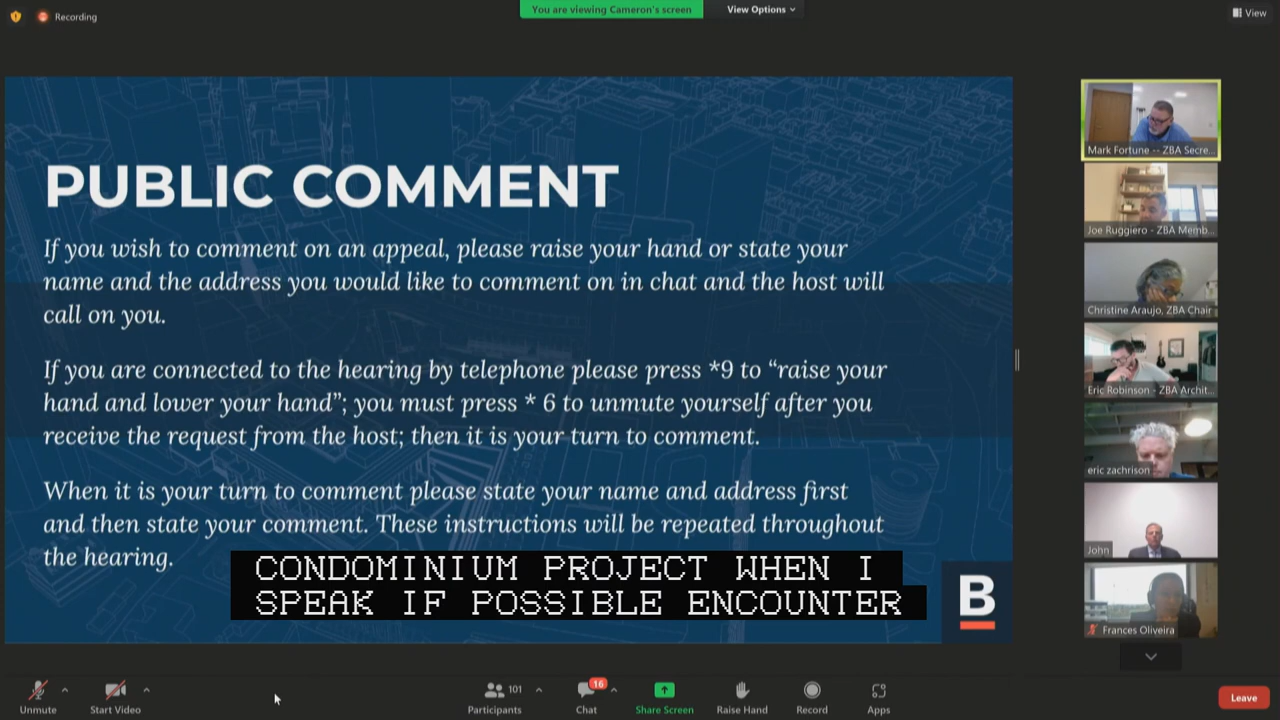 Recording
You are viewing Cameron's screen
View Options
View
PUBLIC COMMENT
If you wish to comment on an appeal, please raise your hand or state your
name and the address you would like to comment on in chat and the host will
call on you.
If you are connected to the hearing by telephone please press *9 to “raise your
hand and lower your hand”; you must press * 6 to unmute yourself after you
receive the request from the host; then it is your turn to comment.
When it is your turn to comment please state your name and address first
and then state your comment. These instructions will be repeated throughout
the hearing.
CONDOMINIUM PROJECT WHEN I
SPEAK IF POSSIBLE ENCOUNTER
B
Mark Fortune -- ZBA Secre...
Joe Ruggiero - ZBA Memb...
Christine Araujo, ZBA Chair
Eric Robinson - ZBA Archit...
eric zachrison
John
Frances Oliveira
Unmute
Start Video
101
Participants
16
Chat
Share Screen
Raise Hand
Record
Apps
Leave